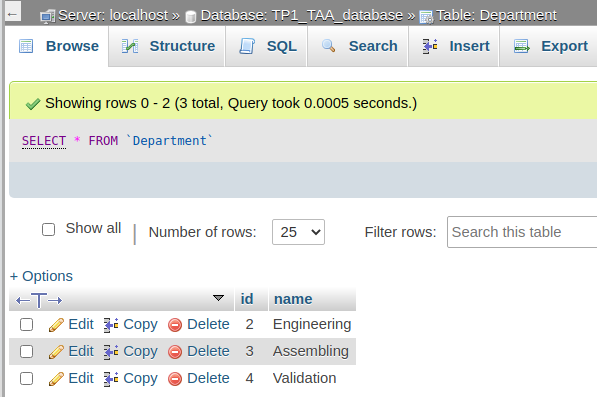 ← Server: localhost » Database: TP1_TAA_database » Table: Department
Browse Structure SQL Search Insert Export
Showing rows 0 - 2 (3 total, Query took 0.0005 seconds.)
SELECT * FROM `Department`
Show all | Number of rows: 25 Filter rows: Search this table
+ Options
←T→ id name
Edit Copy Delete 2 Engineering
Edit Copy Delete 3 Assembling
Edit Copy Delete 4 Validation